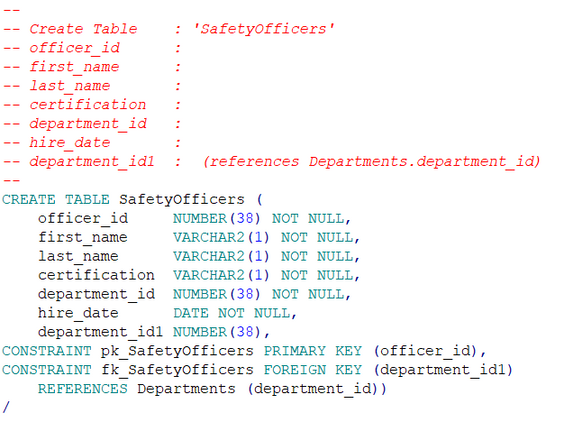 --
-- Create Table    : 'SafetyOfficers'
-- officer_id      :
-- first_name      :
-- last_name       :
-- certification   :
-- department_id   :
-- hire_date       :
-- department_id1  :  (references Departments.department_id)
--
CREATE TABLE SafetyOfficers (
    officer_id     NUMBER(38) NOT NULL,
    first_name     VARCHAR2(1) NOT NULL,
    last_name      VARCHAR2(1) NOT NULL,
    certification  VARCHAR2(1) NOT NULL,
    department_id  NUMBER(38) NOT NULL,
    hire_date      DATE NOT NULL,
    department_id1 NUMBER(38),
CONSTRAINT pk_SafetyOfficers PRIMARY KEY (officer_id),
CONSTRAINT fk_SafetyOfficers FOREIGN KEY (department_id1)
    REFERENCES Departments (department_id))
/